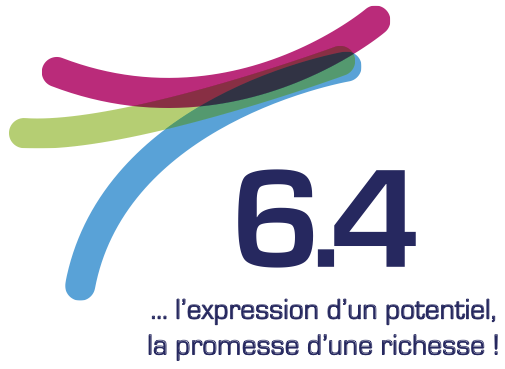 6.4
... l'expression d'un potentiel,
la promesse d'une richesse !